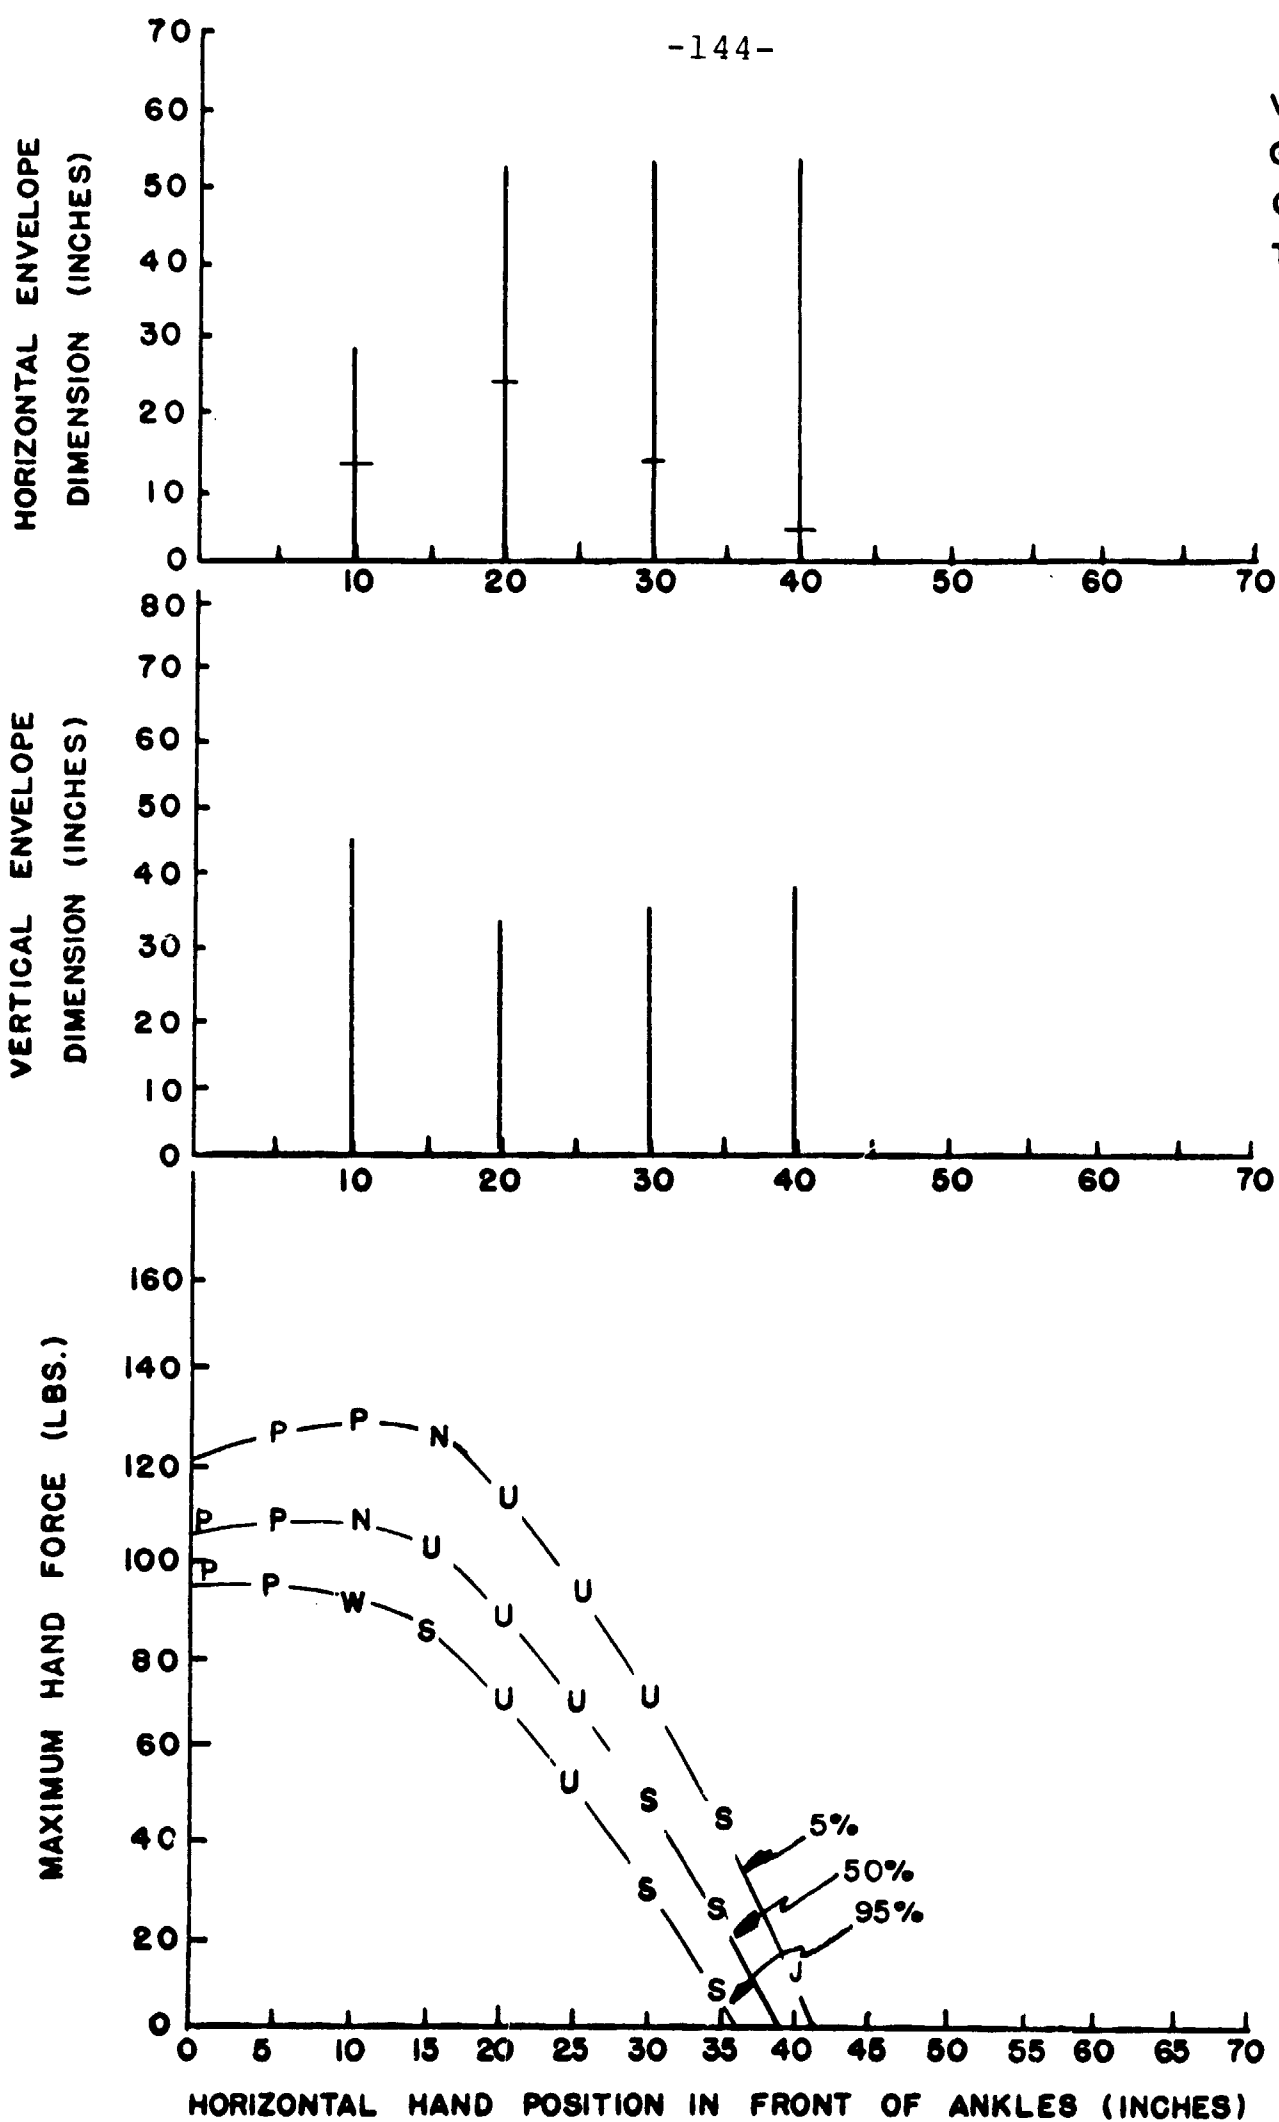 -144-
HORIZONTAL ENVELOPE
DIMENSION (INCHES)
70
60
50
40
30
20
10
0
10 20 30 40 50 60 70
VERTICAL ENVELOPE
DIMENSION (INCHES)
80
70
60
50
40
30
20
10
0
10 20 30 40 50 60 70
MAXIMUM HAND FORCE (LBS.)
160
140
120
100
80
60
40
20
0
P P N U U U S J
P P N U U U S S
P P W S U U S S
5%
50%
95%
0 5 10 15 20 25 30 35 40 45 50 55 60 65 70
HORIZONTAL HAND POSITION IN FRONT OF ANKLES (INCHES)